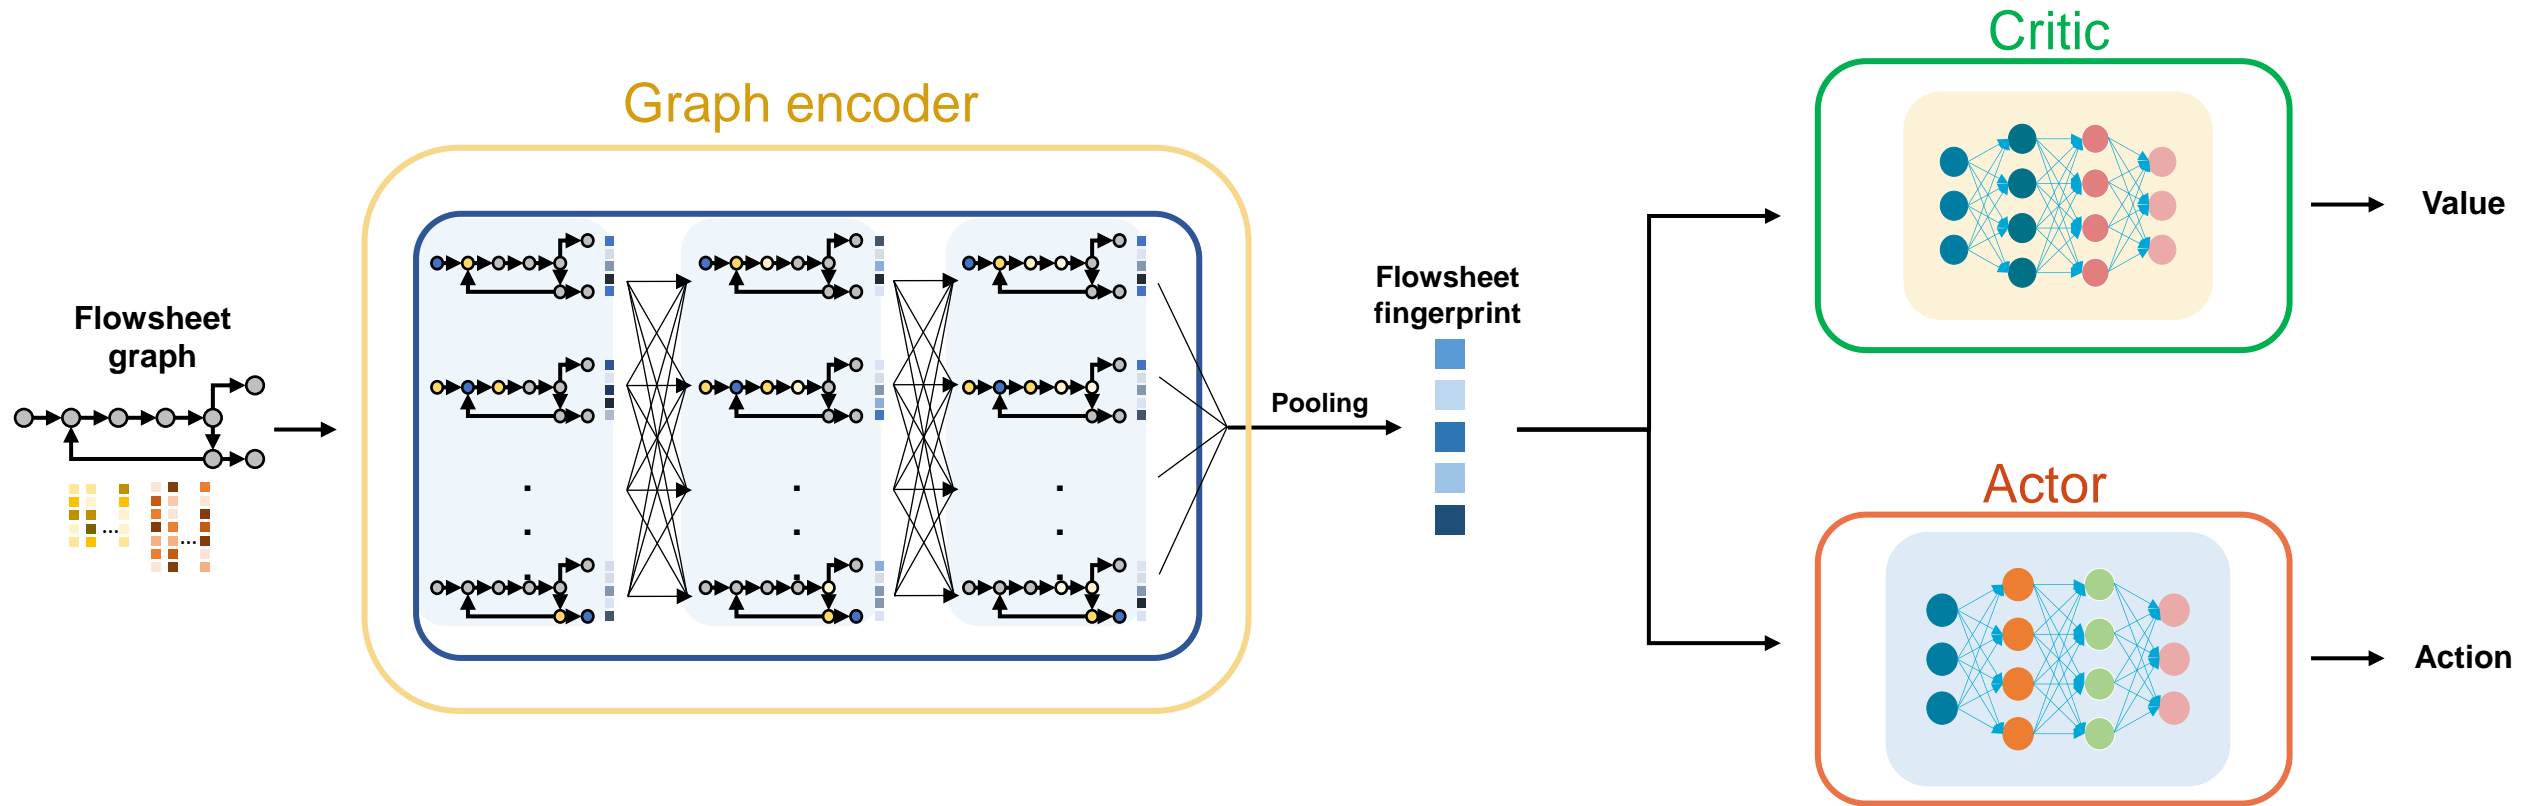 Critic
Graph encoder
Value
Flowsheet
fingerprint
Flowsheet
graph
Pooling
...
...
Actor
Action